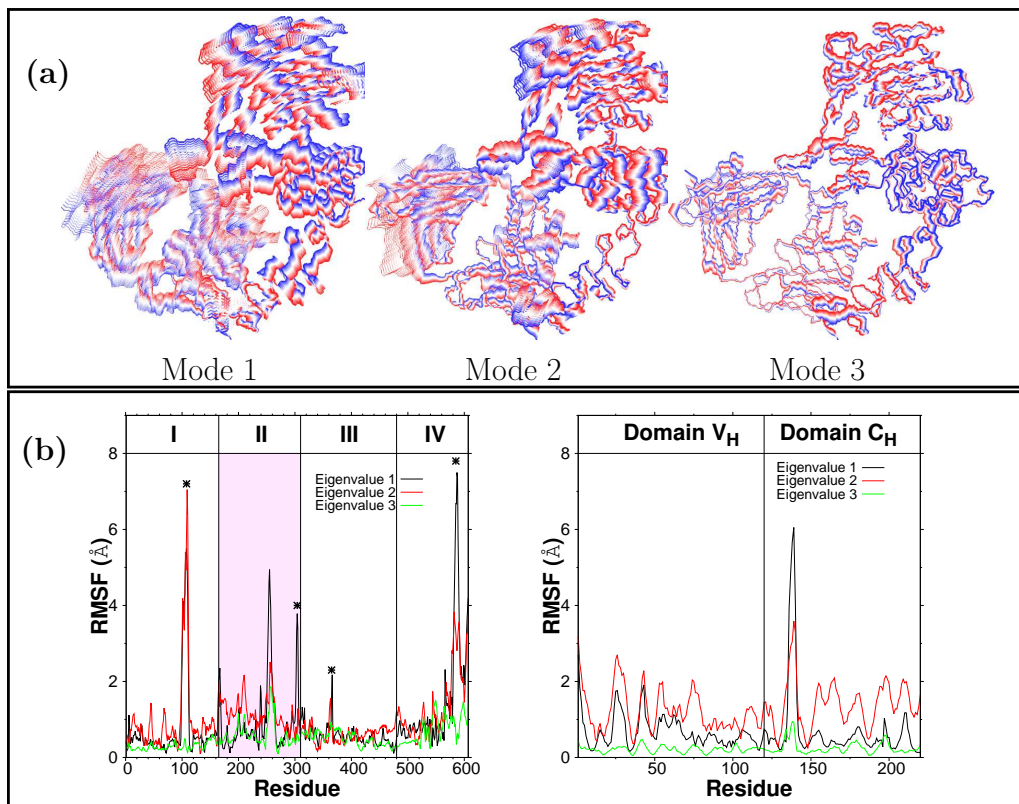 (a)
Mode 1 Mode 2 Mode 3
(b)
I II III IV
Eigenvalue 1
Eigenvalue 2
Eigenvalue 3
RMSF (Å)
8
6
4
2
0
0 100 200 300 400 500 600
Residue
Domain V_H Domain C_H
Eigenvalue 1
Eigenvalue 2
Eigenvalue 3
RMSF (Å)
8
6
4
2
0
50 100 150 200
Residue